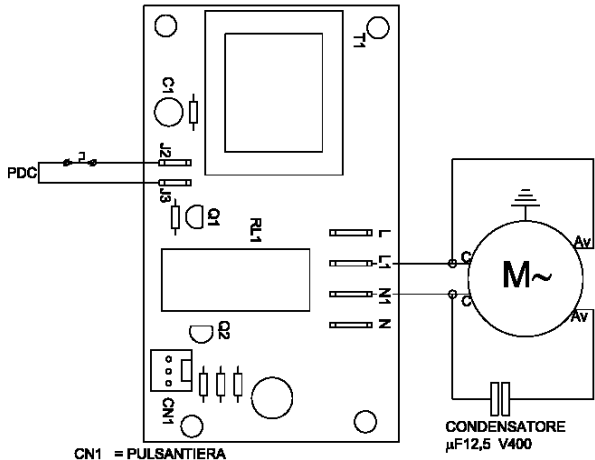 T1
C1
J2
PDC
J3
Q1
RL1
L
L1
N1
N
Q2
CN1
C
C
M~
Av
Av
CONDENSATORE
µF12,5 V400
CN1 = PULSANTIERA